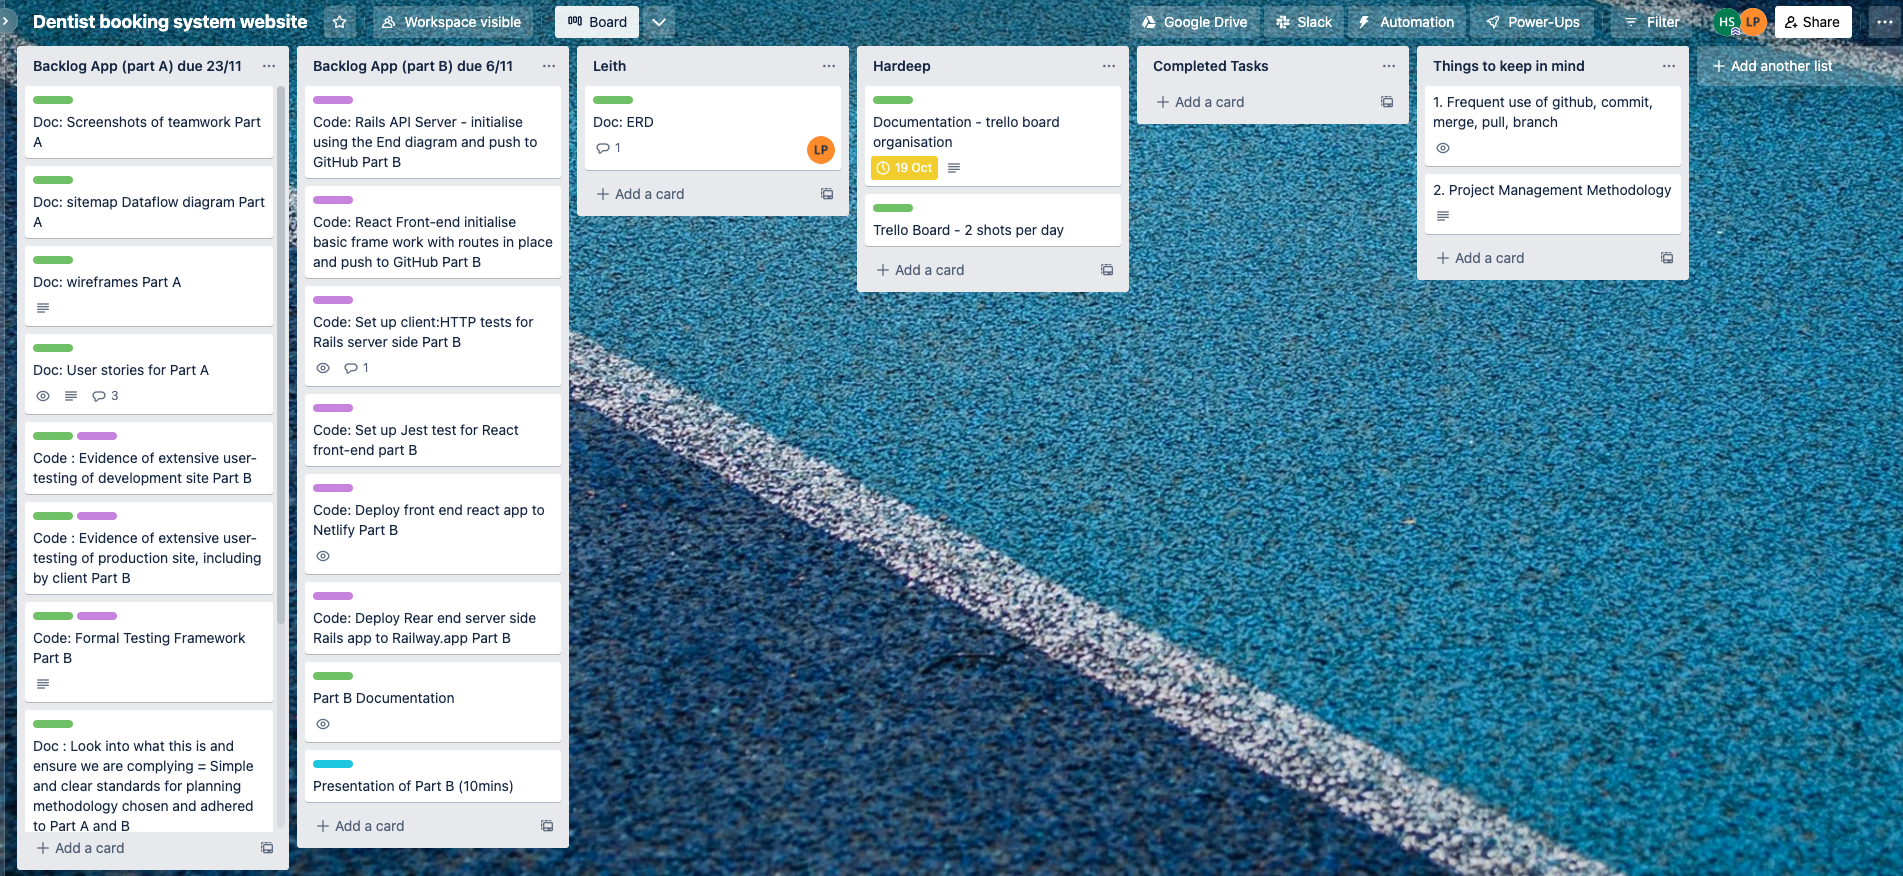 Dentist booking system website
Workspace visible
Board
Google Drive
Slack
Automation
Power-Ups
Filter
HS
LP
Share
Backlog App (part A) due 23/11
Doc: Screenshots of teamwork Part
A
Doc: sitemap Dataflow diagram Part
A
Doc: wireframes Part A
Doc: User stories for Part A
3
Code : Evidence of extensive user-
testing of development site Part B
Code : Evidence of extensive user-
testing of production site, including
by client Part B
Code: Formal Testing Framework
Part B
Doc : Look into what this is and
ensure we are complying = Simple
and clear standards for planning
methodology chosen and adhered
to Part A and B
Add a card
Backlog App (part B) due 6/11
Code: Rails API Server - initialise
using the End diagram and push to
GitHub Part B
Code: React Front-end initialise
basic frame work with routes in place
and push to GitHub Part B
Code: Set up client:HTTP tests for
Rails server side Part B
1
Code: Set up Jest test for React
front-end part B
Code: Deploy front end react app to
Netlify Part B
Code: Deploy Rear end server side
Rails app to Railway.app Part B
Part B Documentation
Presentation of Part B (10mins)
Add a card
Leith
Doc: ERD
1
LP
Add a card
Hardeep
Documentation - trello board
organisation
19 Oct
Trello Board - 2 shots per day
Add a card
Completed Tasks
Add a card
Things to keep in mind
1. Frequent use of github, commit,
merge, pull, branch
2. Project Management Methodology
Add a card
Add another list